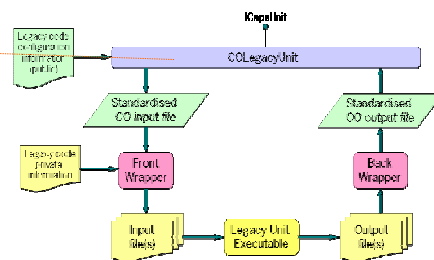 ICapeUnit
Legacy code
configuration
information
(public)
COLegacyUnit
Standardised
CO input file
Standardised
CO output file
Legacy code
private
information
Front
Wrapper
Back
Wrapper
Input
file(s)
Legacy Unit
Executable
Output
file(s)